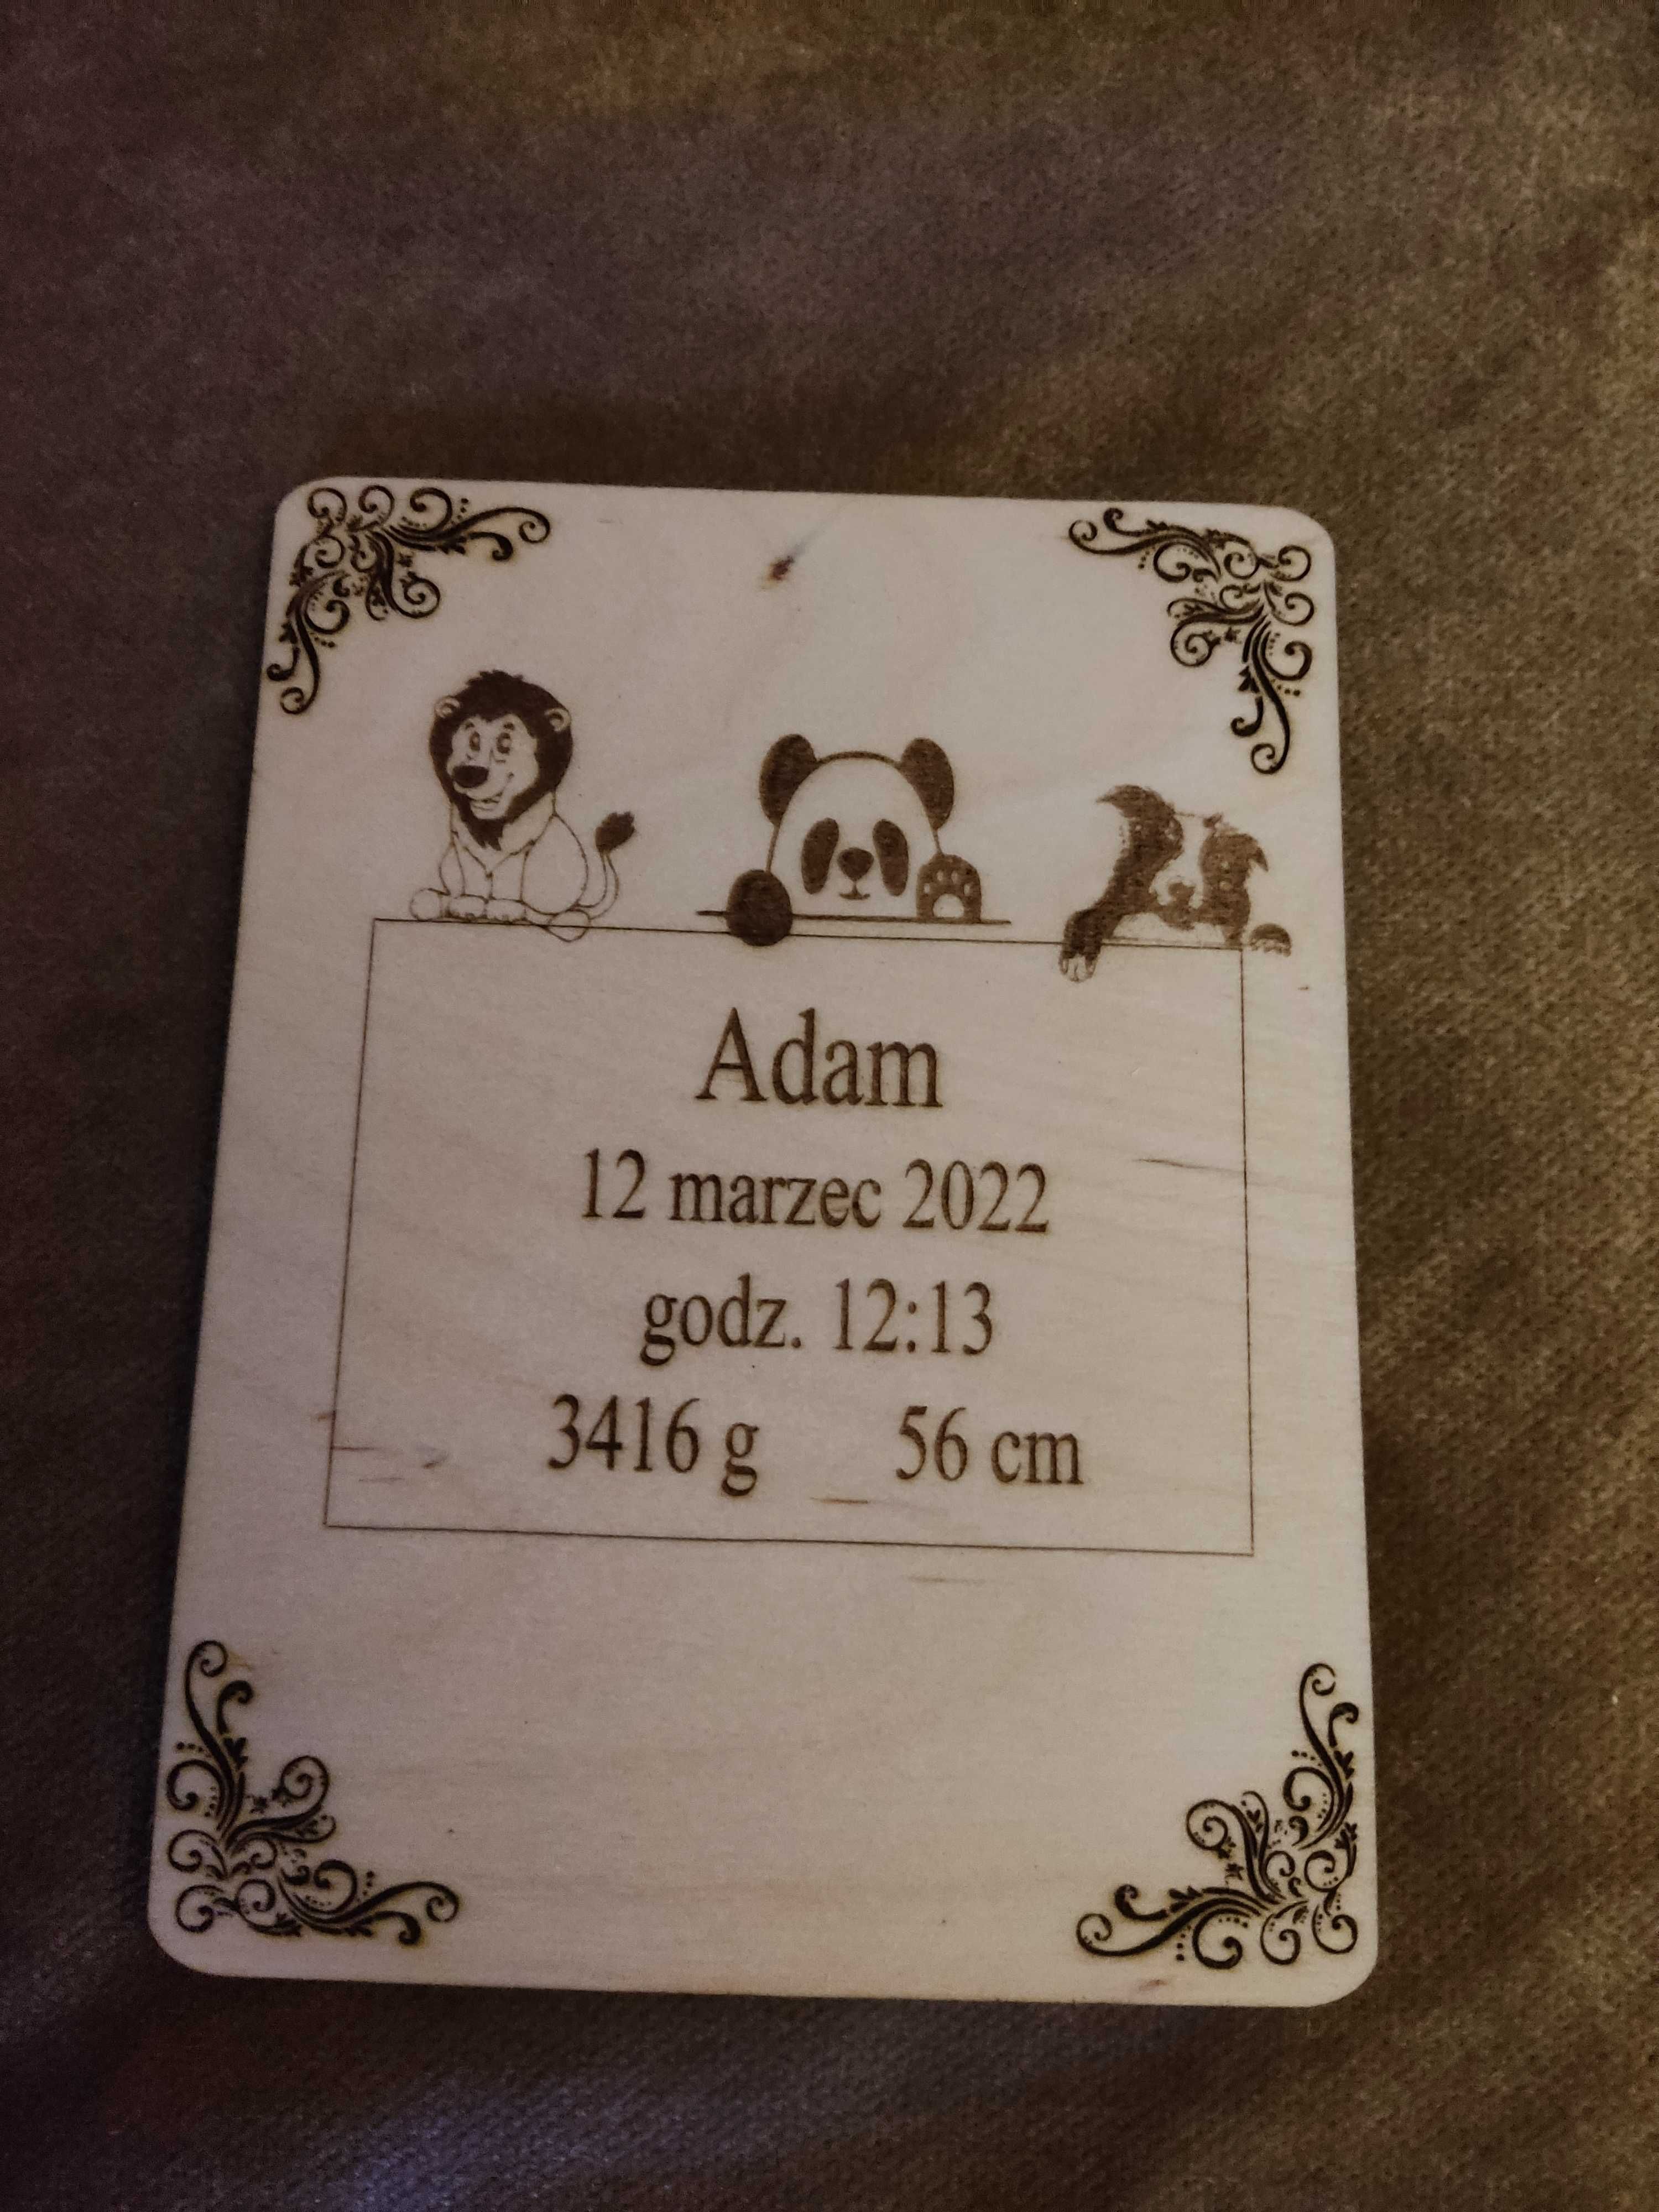 Adam
12 marzec 2022
godz. 12:13
3416 g 56 cm